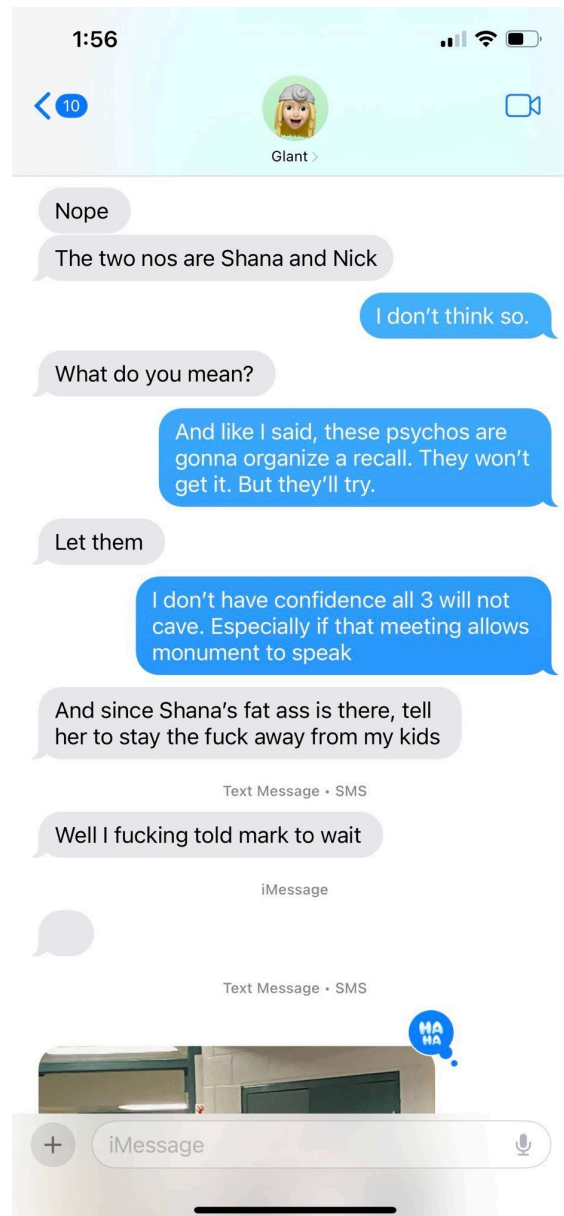 1:56
10
Glant
Nope
The two nos are Shana and Nick
I don't think so.
What do you mean?
And like I said, these psychos are
gonna organize a recall. They won't
get it. But they'll try.
Let them
I don't have confidence all 3 will not
cave. Especially if that meeting allows
monument to speak
And since Shana's fat ass is there, tell
her to stay the fuck away from my kids
Text Message • SMS
Well I fucking told mark to wait
iMessage
Text Message • SMS
HA
HA
iMessage